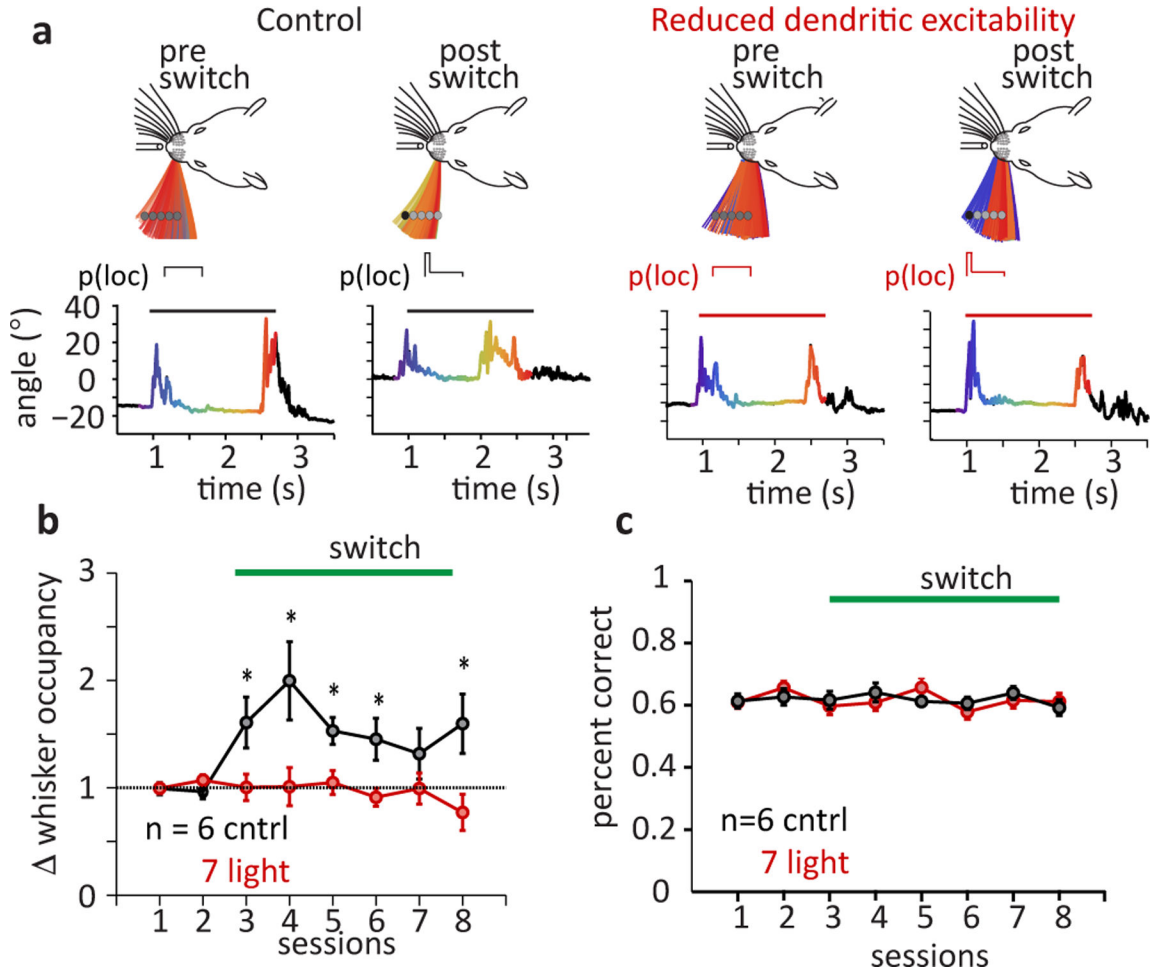 a
Control
Reduced dendritic excitability
pre
switch
post
switch
pre
switch
post
switch
p(loc)
p(loc)
p(loc)
p(loc)
angle (°)
40
20
0
−20
1 2 3
time (s)
1 2 3
time (s)
1 2 3
time (s)
1 2 3
time (s)
b
switch
Δ whisker occupancy
3
2
1
0
* * * * *
n = 6 cntrl
7 light
1 2 3 4 5 6 7 8
sessions
c
switch
percent correct
1
0.8
0.6
0.4
0.2
0
n=6 cntrl
7 light
1 2 3 4 5 6 7 8
sessions